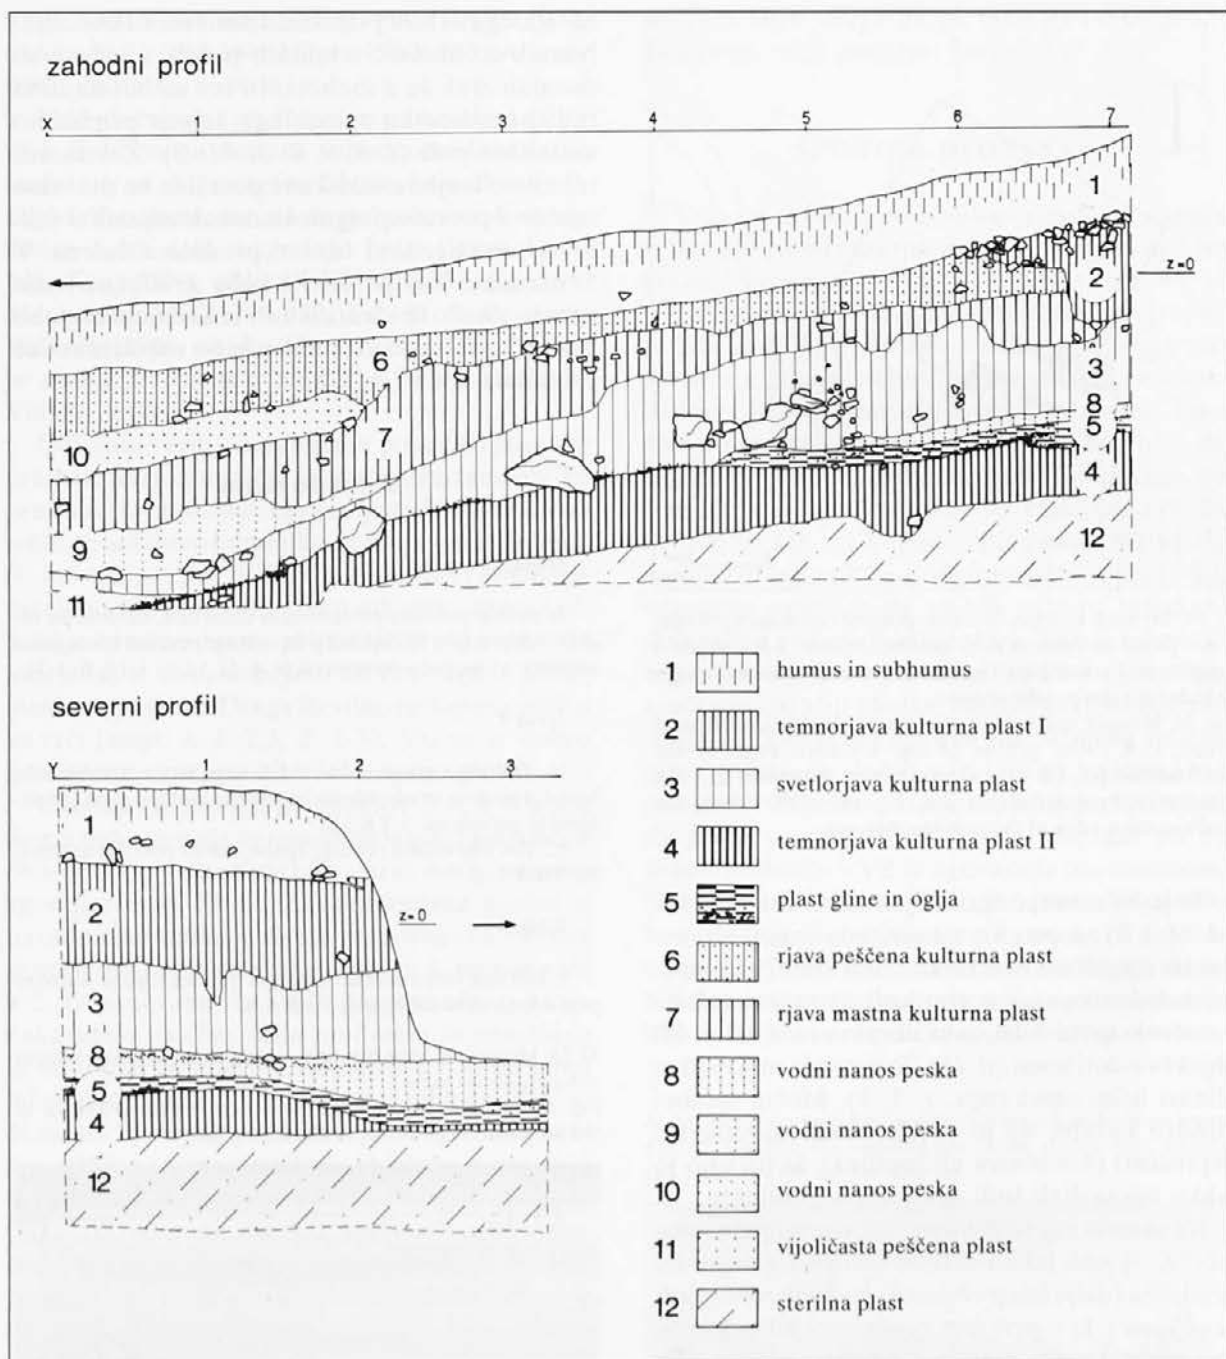 zahodni profil
X 1 2 3 4 5 6 7
1
2
z=0
6
3
7
8
10
5
4
9
12
11
severni profil
Y 1 2 3
1
2
z=0
3
8
5
4
12
1 humus in subhumus
2 temnorjava kulturna plast I
3 svetlorjava kulturna plast
4 temnorjava kulturna plast II
5 plast gline in oglja
6 rjava peščena kulturna plast
7 rjava mastna kulturna plast
8 vodni nanos peska
9 vodni nanos peska
10 vodni nanos peska
11 vijoličasta peščena plast
12 sterilna plast